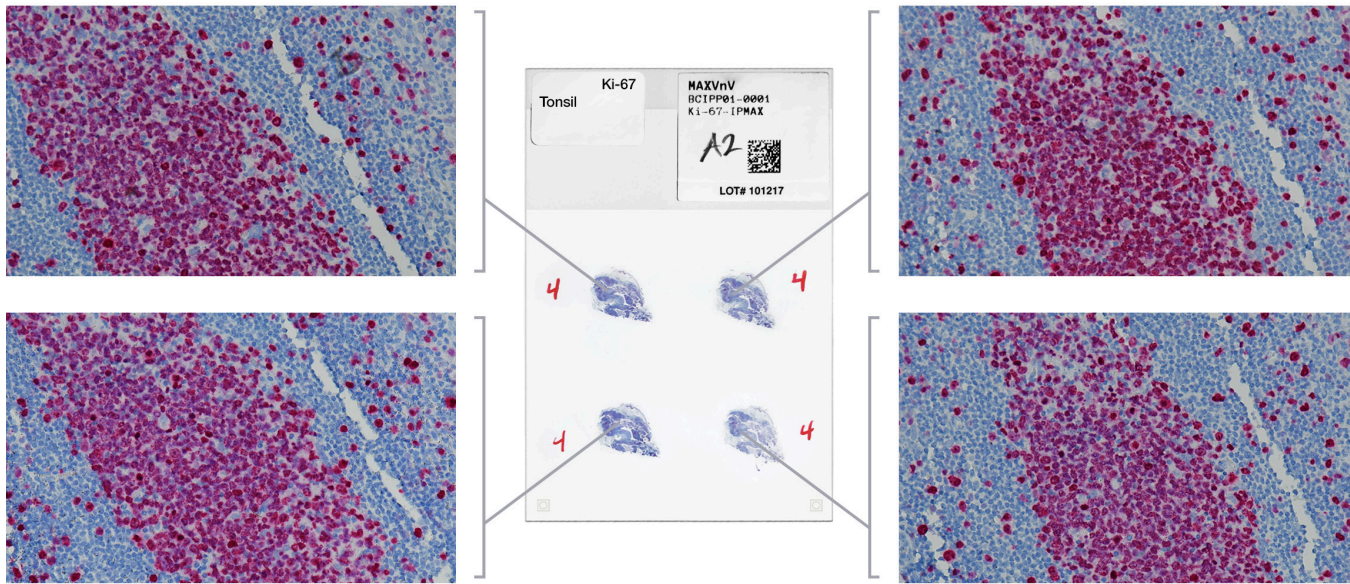 Ki-67
Tonsil
MAXVnV
BCIPP01-0001
Ki-67-IPMAX
A2
LOT# 101217
4
4
4
4